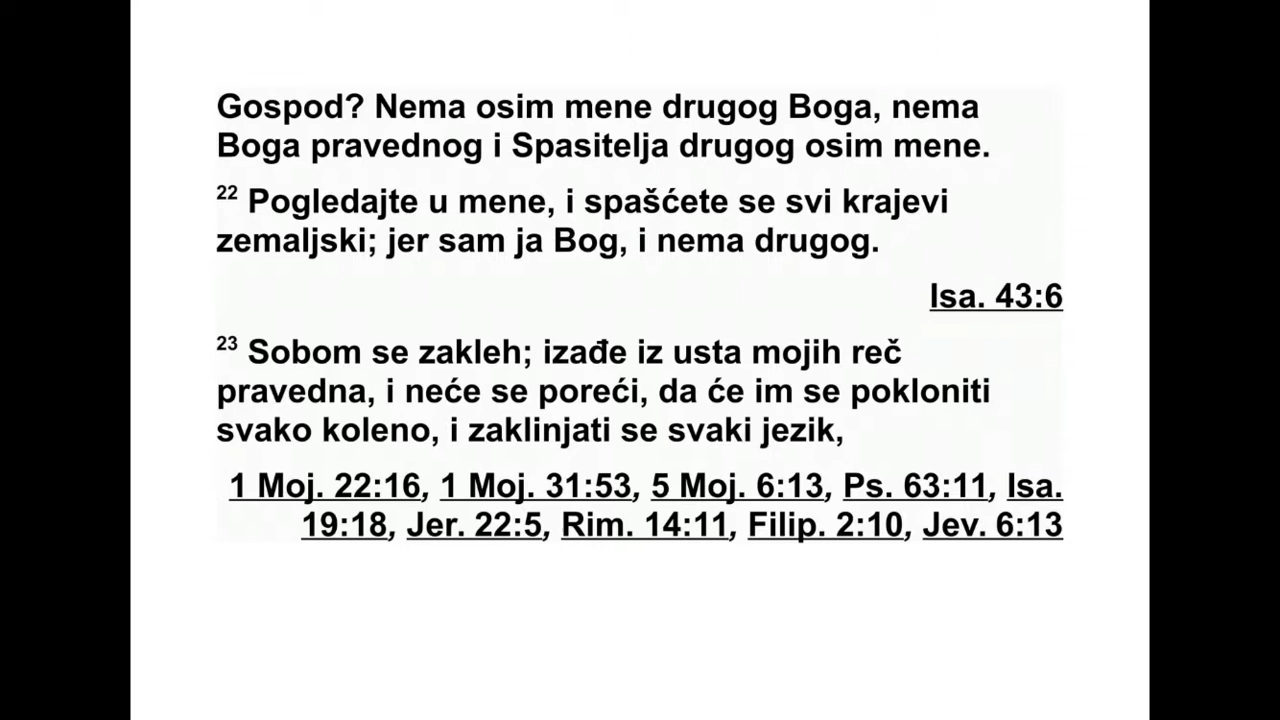 Gospod? Nema osim mene drugog Boga, nema
Boga pravednog i Spasitelja drugog osim mene.
22 Pogledajte u mene, i spašćete se svi krajevi
zemaljski; jer sam ja Bog, i nema drugog.
Isa. 43:6
23 Sobom se zakleh; izađe iz usta mojih reč
pravedna, i neće se poreći, da će im se pokloniti
svako koleno, i zaklinjati se svaki jezik,
1 Moj. 22:16, 1 Moj. 31:53, 5 Moj. 6:13, Ps. 63:11, Isa.
19:18, Jer. 22:5, Rim. 14:11, Filip. 2:10, Jev. 6:13